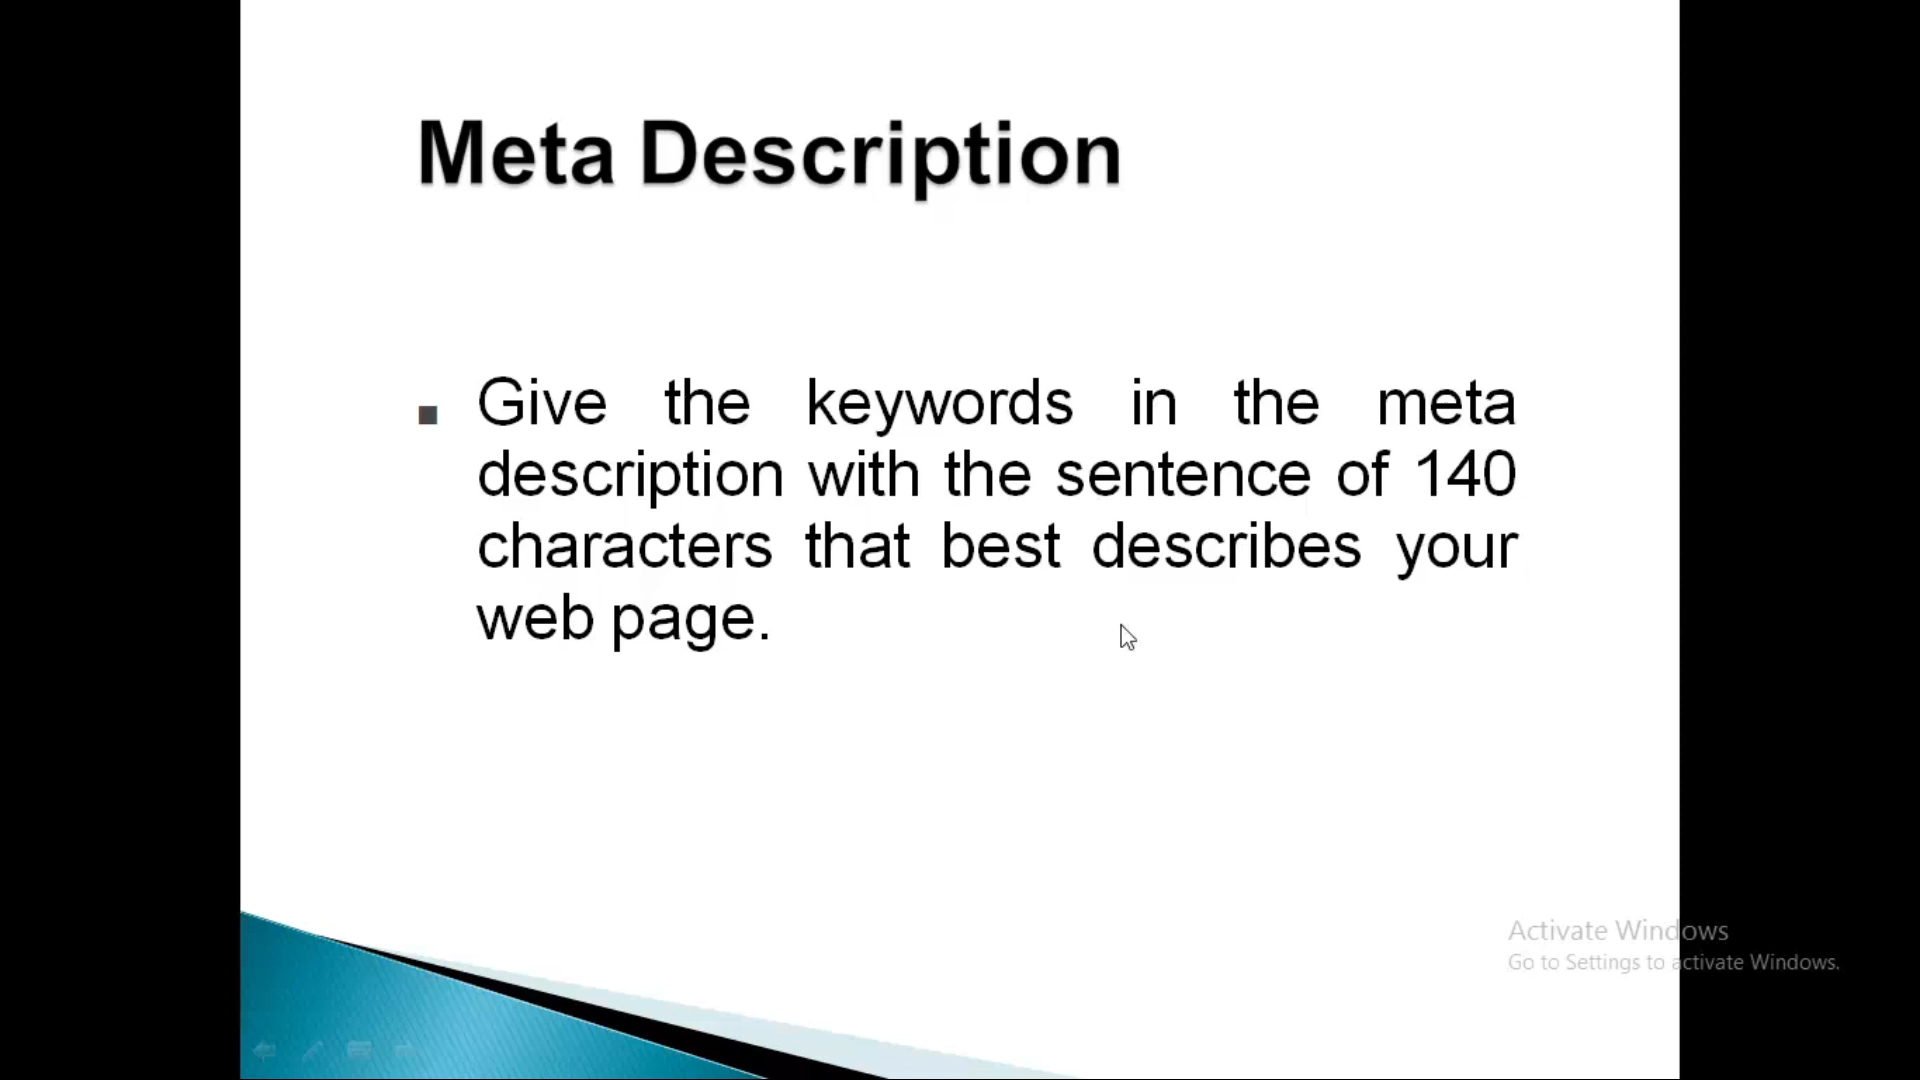 Meta Description
Give the keywords in the meta
description with the sentence of 140
characters that best describes your
web page.
Activate Windows
Go to Settings to activate Windows.